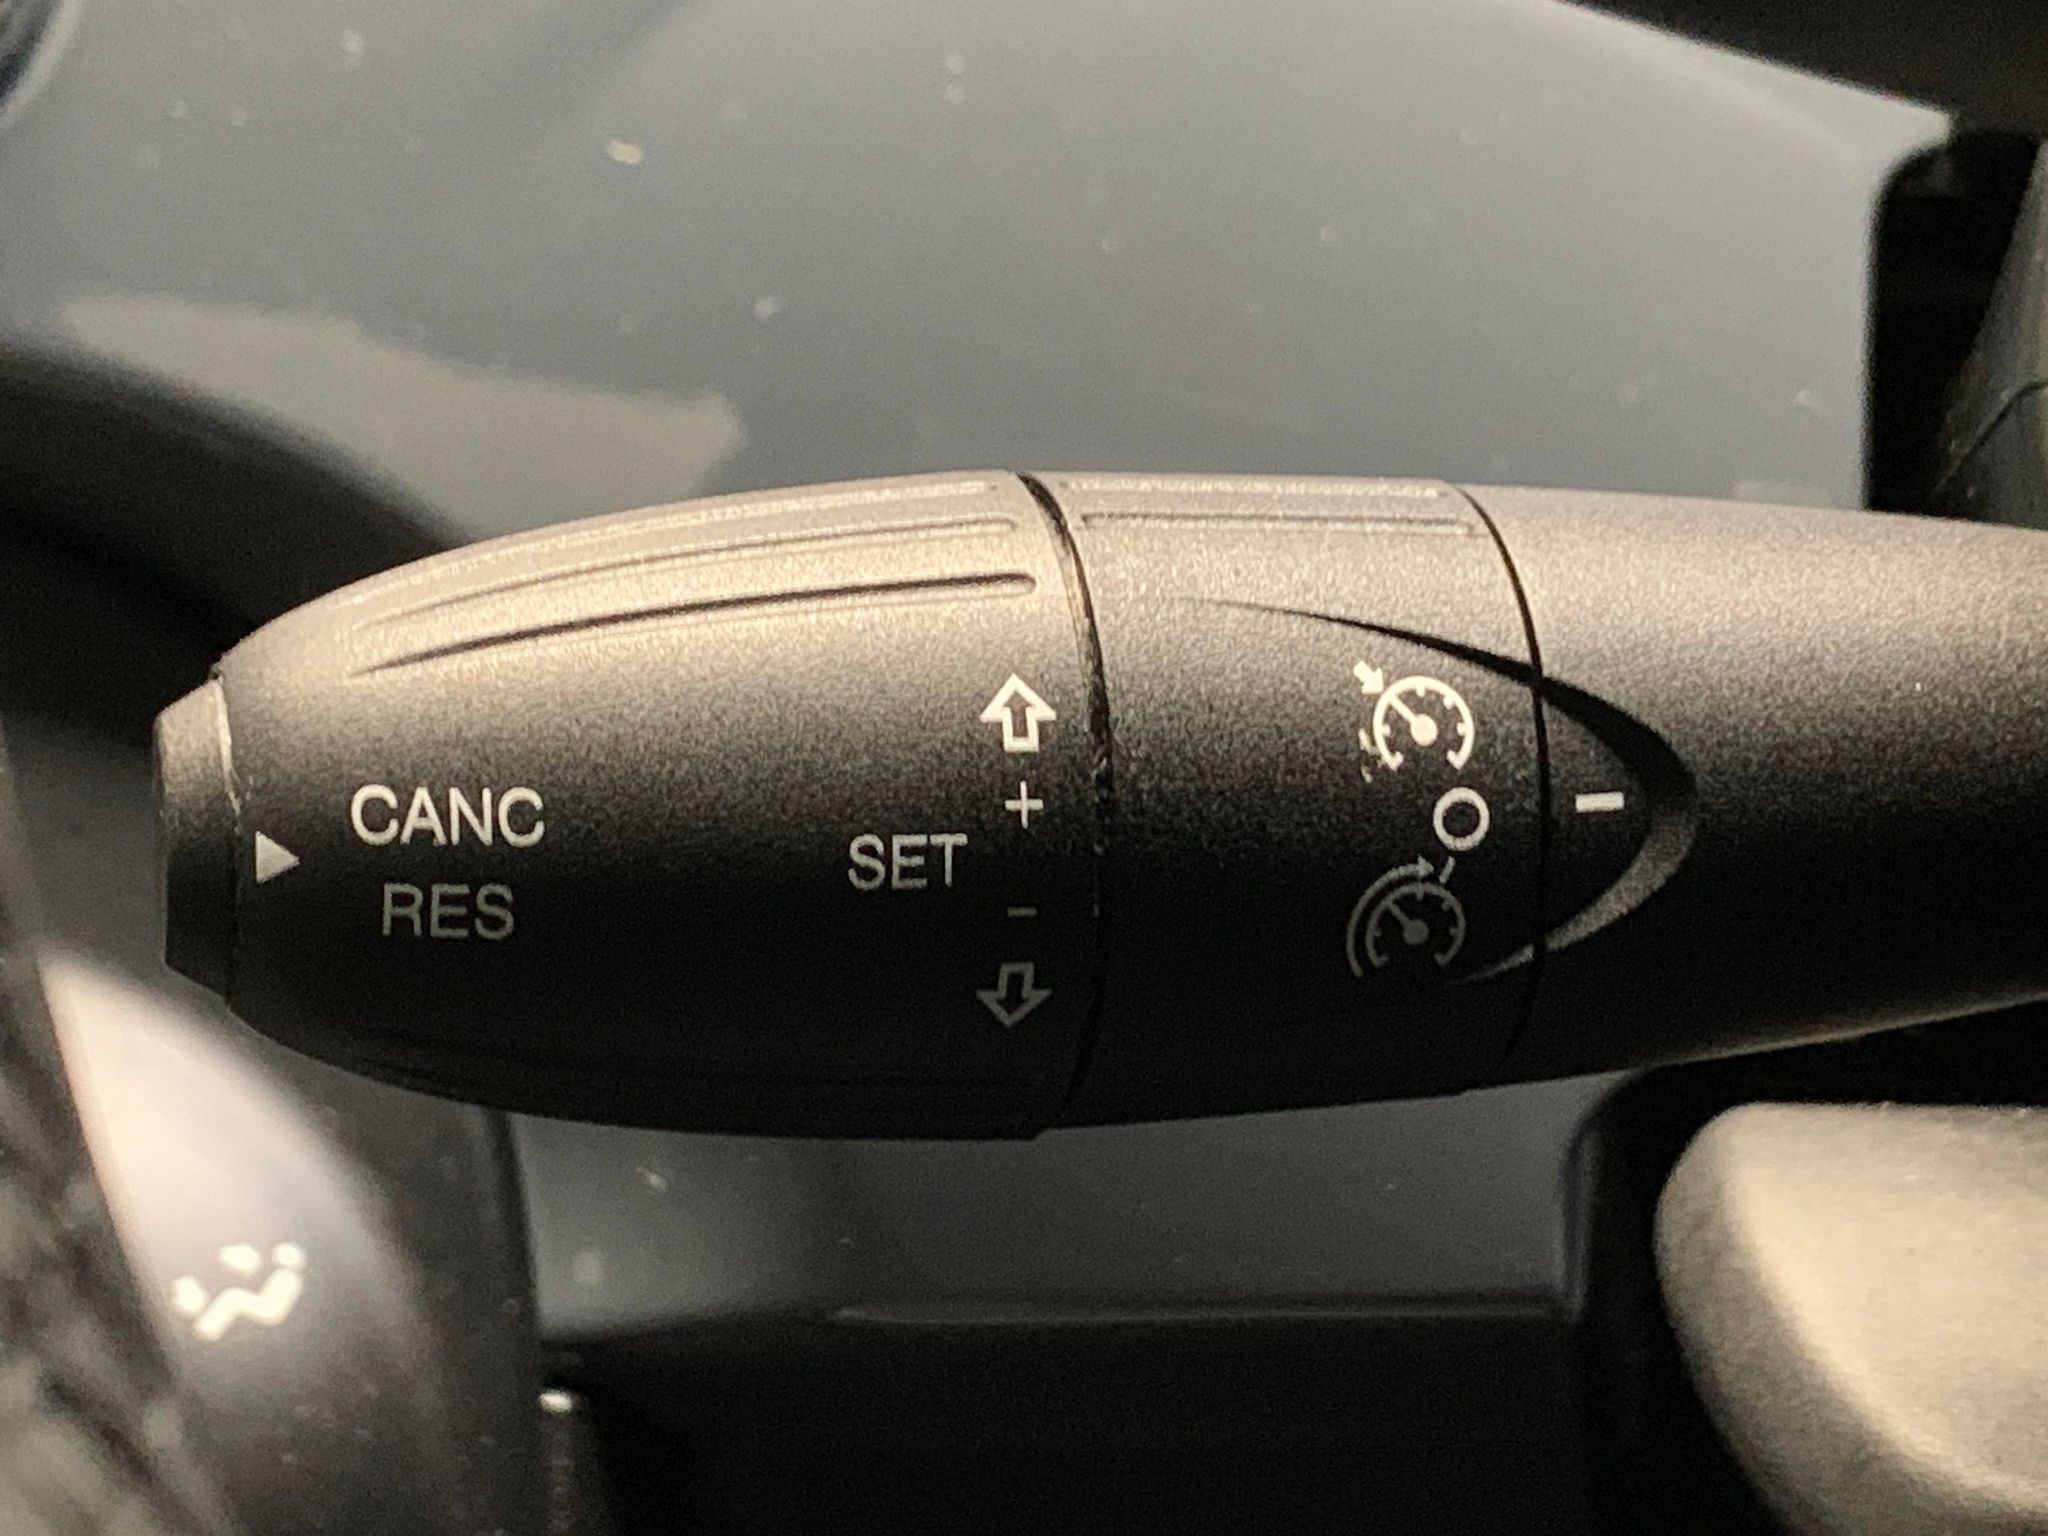 CANC
RES
SET
+
-
O